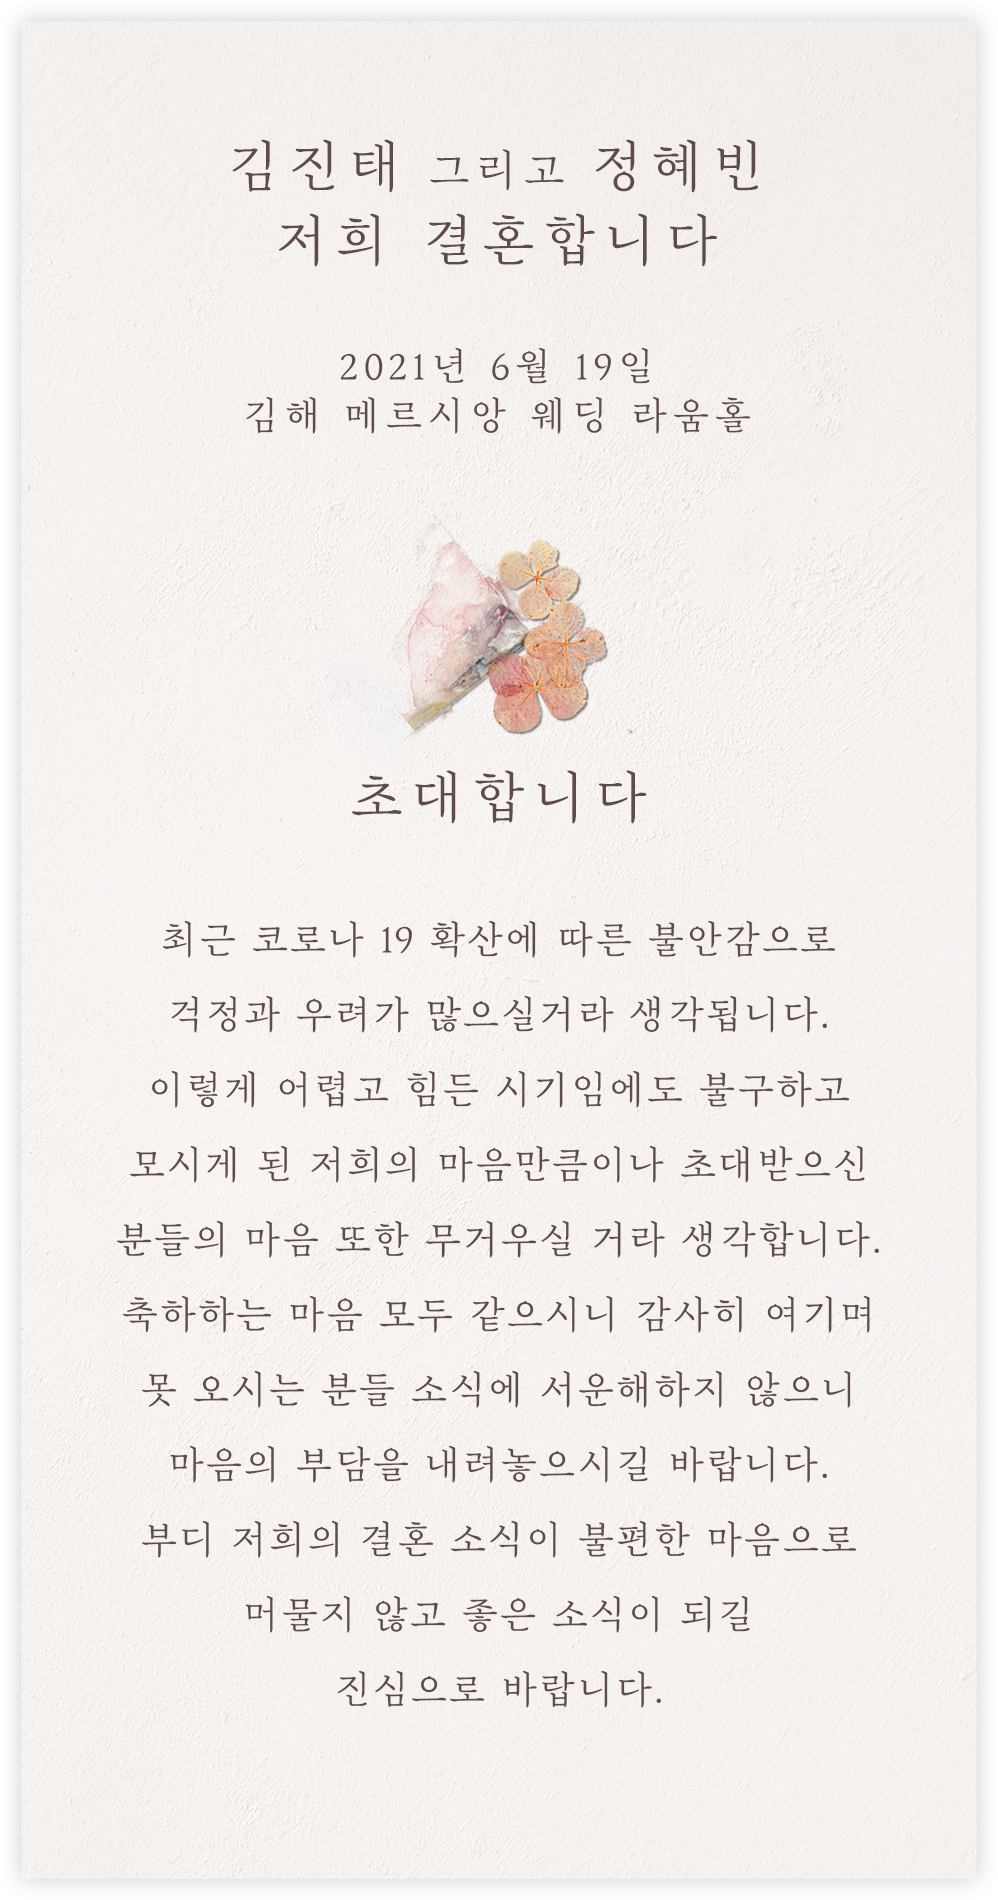 김진태 그리고 정혜빈
저희 결혼합니다
2021년 6월 19일
김해 메르시앙 웨딩 라움홀
초대합니다
최근 코로나 19 확산에 따른 불안감으로
걱정과 우려가 많으실거라 생각됩니다.
이렇게 어렵고 힘든 시기임에도 불구하고
모시게 된 저희의 마음만큼이나 초대받으신
분들의 마음 또한 무거우실 거라 생각합니다.
축하하는 마음 모두 같으시니 감사히 여기며
못 오시는 분들 소식에 서운해하지 않으니
마음의 부담을 내려놓으시길 바랍니다.
부디 저희의 결혼 소식이 불편한 마음으로
머물지 않고 좋은 소식이 되길
진심으로 바랍니다.